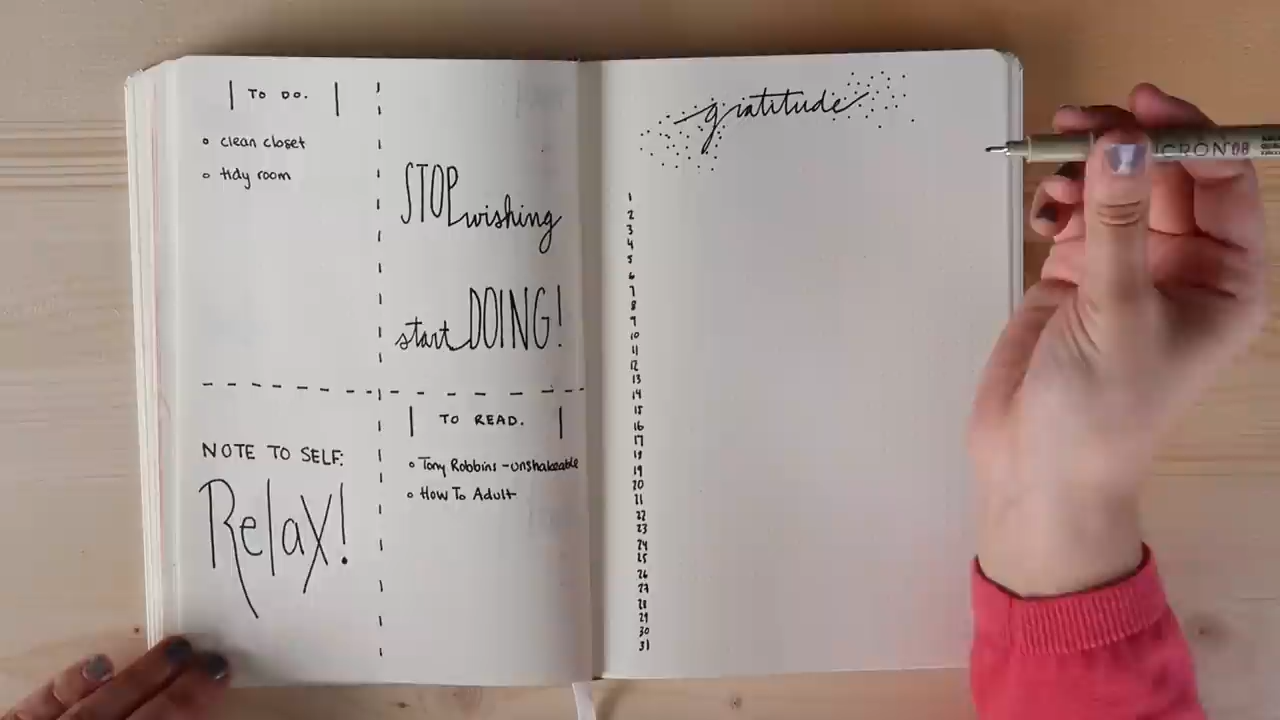 TO DO.
clean closet
tidy room
STOP wishing
start DOING!
NOTE TO SELF:
Relax!
TO READ.
Tony Robbins - unshakeable
How To Adult
gratitude
1
2
3
4
5
6
7
8
9
10
11
12
13
14
15
16
17
18
19
20
21
22
23
24
25
26
27
28
29
30
31
ICRON 08